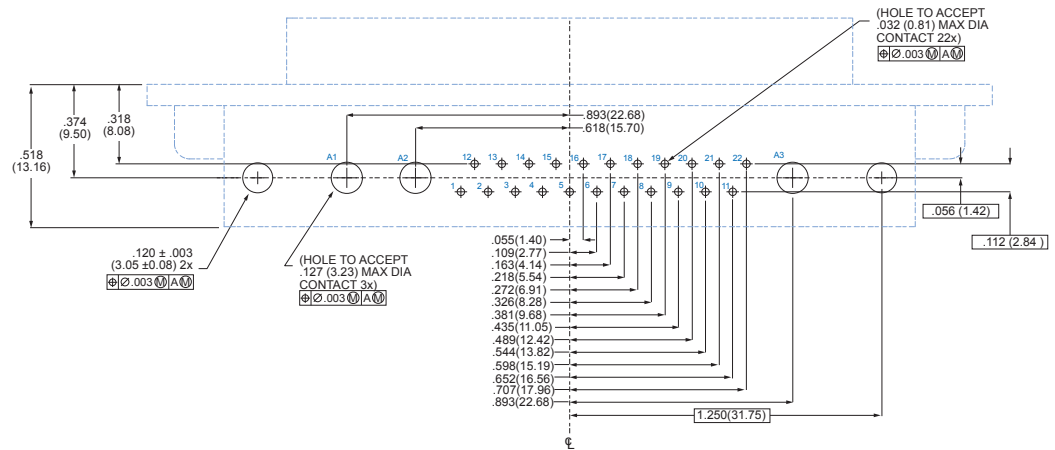 (HOLE TO ACCEPT
.032 (0.81) MAX DIA
CONTACT 22x)
⌖ Ø.003 Ⓜ A Ⓜ
.893(22.68)
.618(15.70)
.374
(9.50)
.318
(8.08)
.518
(13.16)
A1 A2 12 13 14 15 16 17 18 19 20 21 22 A3
1 2 3 4 5 6 7 8 9 10 11
.056 (1.42)
.112 (2.84 )
.120 ± .003
(3.05 ±0.08) 2x
⌖ Ø.003 Ⓜ A Ⓜ
(HOLE TO ACCEPT
.127 (3.23) MAX DIA
CONTACT 3x)
⌖ Ø.003 Ⓜ A Ⓜ
.055(1.40)
.109(2.77)
.163(4.14)
.218(5.54)
.272(6.91)
.326(8.28)
.381(9.68)
.435(11.05)
.489(12.42)
.544(13.82)
.598(15.19)
.652(16.56)
.707(17.96)
.893(22.68)
1.250(31.75)
℄